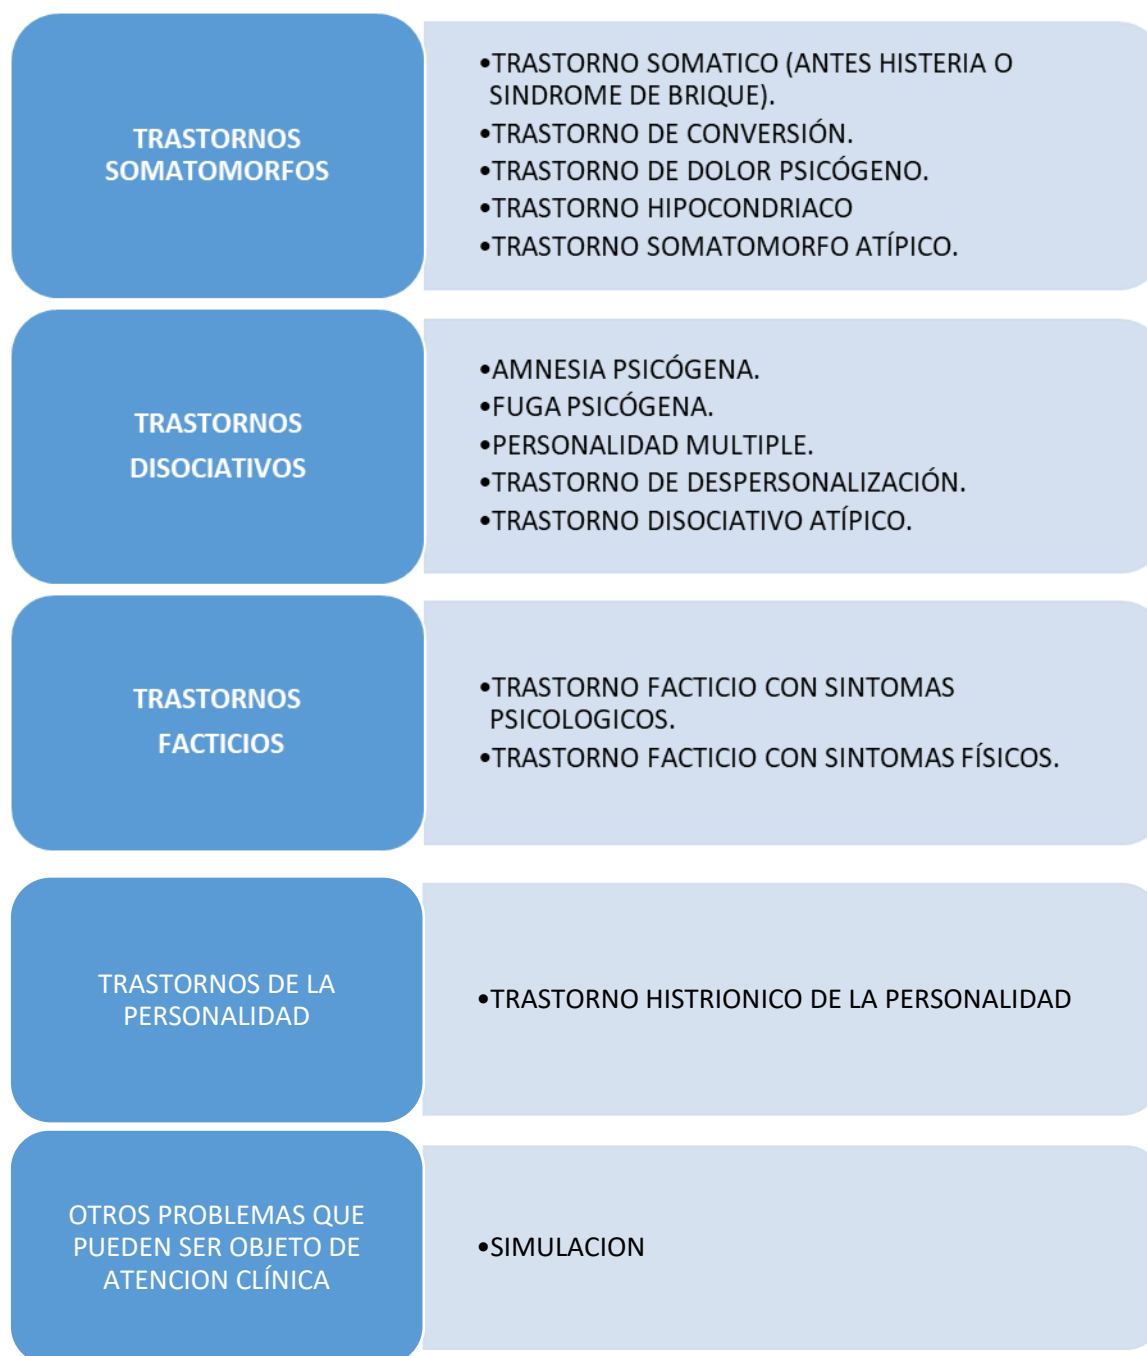 TRASTORNOS
SOMATOMORFOS
•TRASTORNO SOMATICO (ANTES HISTERIA O
SINDROME DE BRIQUE).
•TRASTORNO DE CONVERSIÓN.
•TRASTORNO DE DOLOR PSICÓGENO.
•TRASTORNO HIPOCONDRIACO
•TRASTORNO SOMATOMORFO ATÍPICO.
TRASTORNOS
DISOCIATIVOS
•AMNESIA PSICÓGENA.
•FUGA PSICÓGENA.
•PERSONALIDAD MULTIPLE.
•TRASTORNO DE DESPERSONALIZACIÓN.
•TRASTORNO DISOCIATIVO ATÍPICO.
TRASTORNOS
FACTICIOS
•TRASTORNO FACTICIO CON SINTOMAS
PSICOLOGICOS.
•TRASTORNO FACTICIO CON SINTOMAS FÍSICOS.
TRASTORNOS DE LA
PERSONALIDAD
•TRASTORNO HISTRIONICO DE LA PERSONALIDAD
OTROS PROBLEMAS QUE
PUEDEN SER OBJETO DE
ATENCION CLÍNICA
•SIMULACION